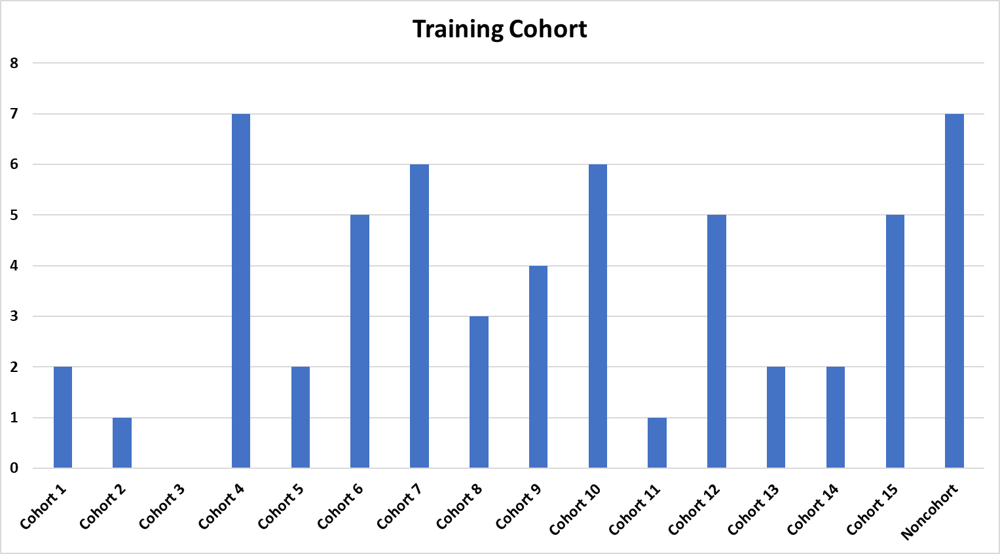 Training Cohort
8
7
6
5
4
3
2
1
0
Cohort 1
Cohort 2
Cohort 3
Cohort 4
Cohort 5
Cohort 6
Cohort 7
Cohort 8
Cohort 9
Cohort 10
Cohort 11
Cohort 12
Cohort 13
Cohort 14
Cohort 15
Noncohort